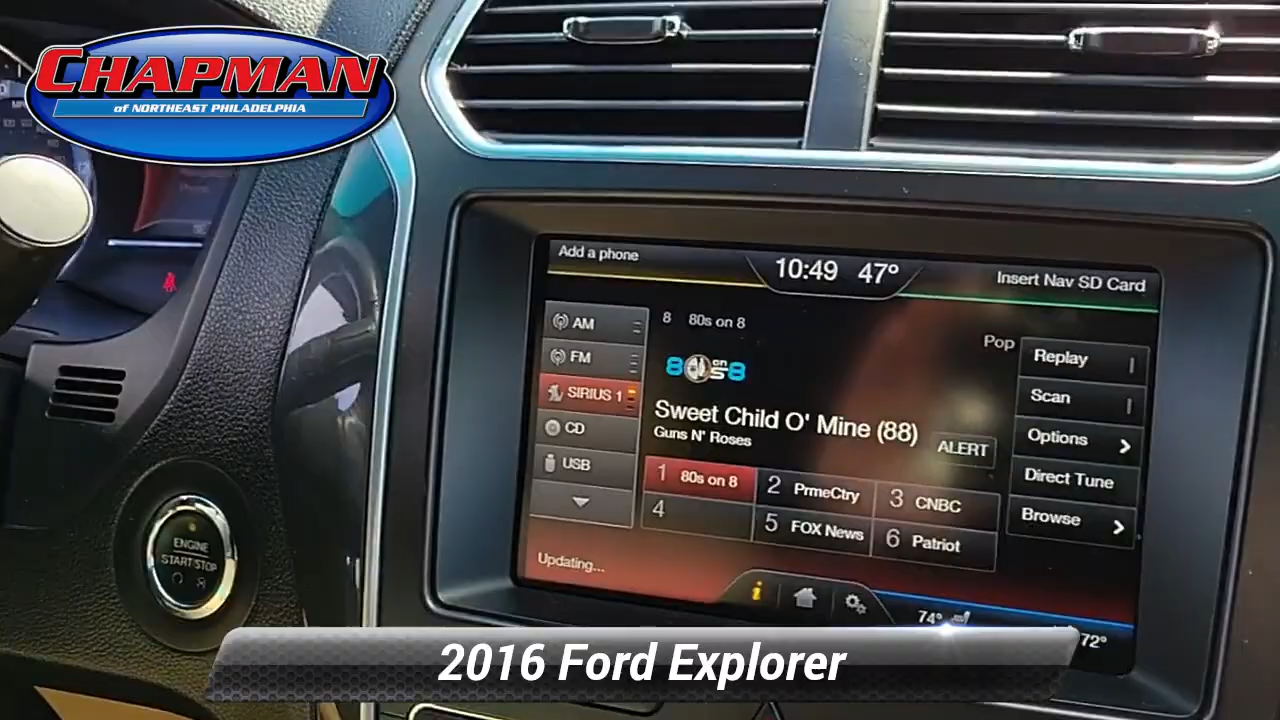 CHAPMAN
of NORTHEAST PHILADELPHIA
Add a phone
10:49 47°
Insert Nav SD Card
AM
FM
SIRIUS 1
CD
USB
8 80s on 8
Pop
8 on 8
Sweet Child O' Mine (88)
Guns N' Roses
ALERT
1 80s on 8
2 PrmeCtry
3 CNBC
4
5 FOX News
6 Patriot
Replay
Scan
Options
Direct Tune
Browse
Updating...
i
74°
72°
ENGINE
START/STOP
2016 Ford Explorer